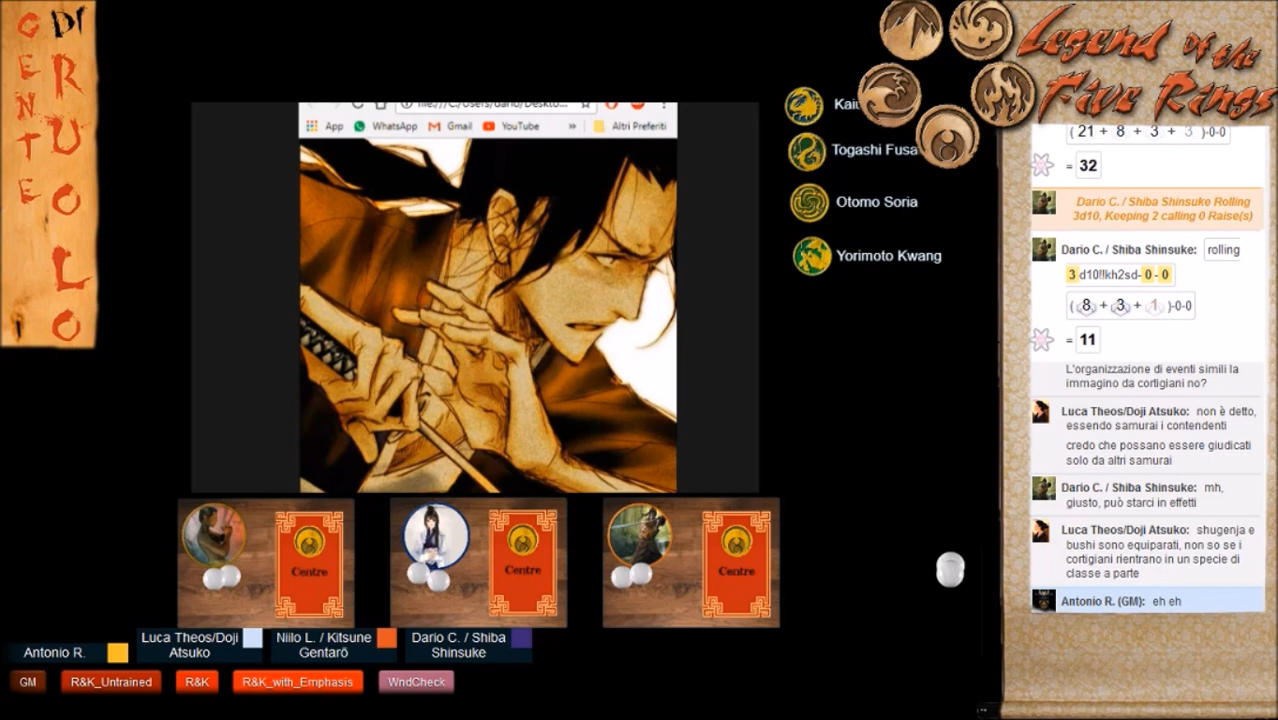 GENTE
DI
RUOLO
App
WhatsApp
Gmail
YouTube
»
Altri Preferiti
Togashi Fusa
Otomo Soria
Yorimoto Kwang
Centre
Centre
Centre
Antonio R.
Luca Theos/Doji
Atsuko
Niilo L. / Kitsune
Gentarō
Dario C. / Shiba
Shinsuke
GM
R&K_Untrained
R&K
R&K_with_Emphasis
WndCheck
Legend of the
Five Rings
( 21 + 8 + 3 + 3 )-0-0
= 32
Dario C. / Shiba Shinsuke Rolling
3d10, Keeping 2 calling 0 Raise(s)
Dario C. / Shiba Shinsuke: rolling
3 d10!!kh2sd- 0 - 0
( 8 + 3 + 1 )-0-0
= 11
L'organizzazione di eventi simili la
immagino da cortigiani no?
Luca Theos/Doji Atsuko: non è detto,
essendo samurai i contendenti
credo che possano essere giudicati
solo da altri samurai
Dario C. / Shiba Shinsuke: mh,
giusto, può starci in effetti
Luca Theos/Doji Atsuko: shugenja e
bushi sono equiparati, non so se i
cortigiani rientrano in un specie di
classe a parte
Antonio R. (GM): eh eh